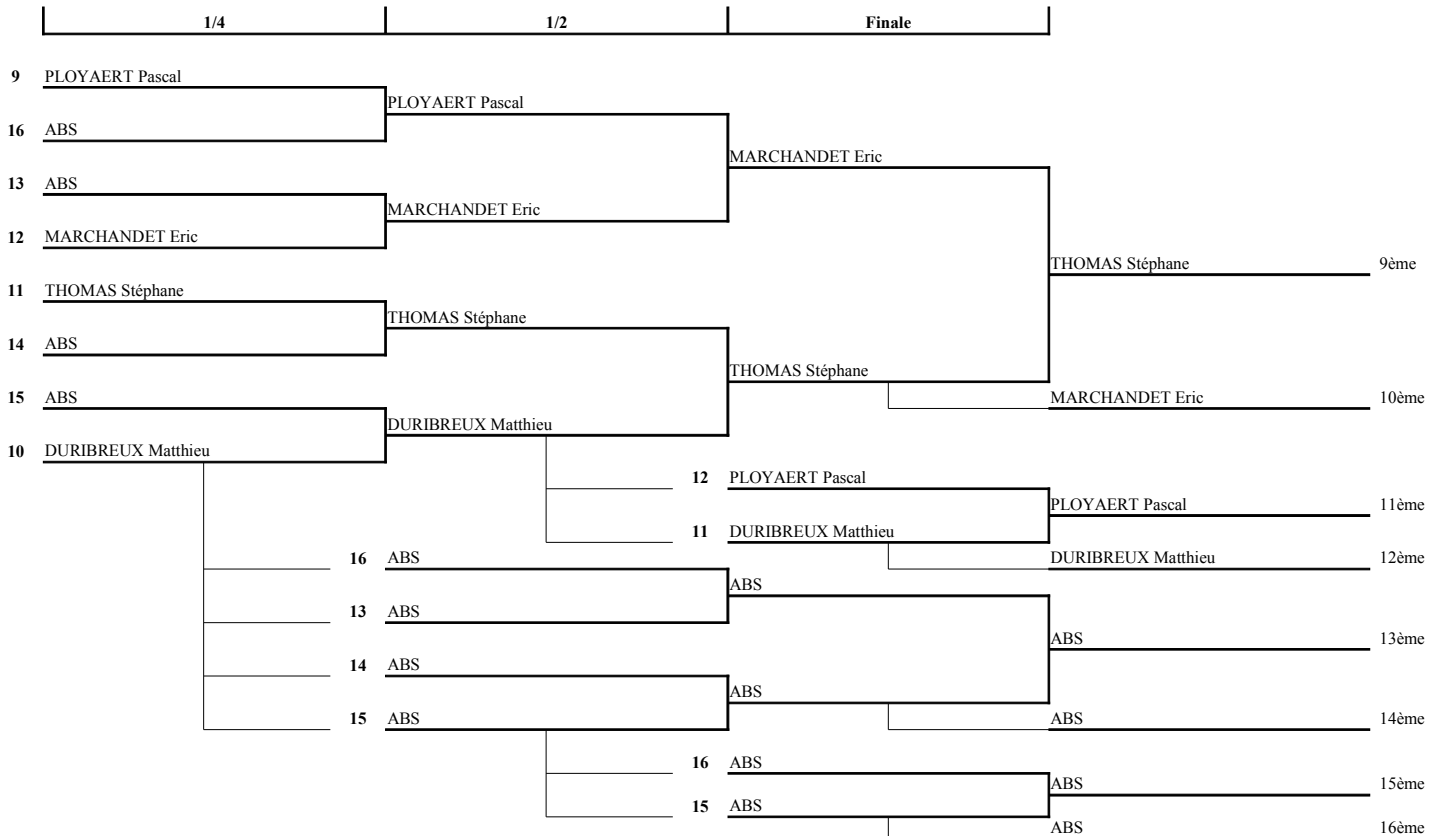 1/4 1/2 Finale
9 PLOYAERT Pascal
PLOYAERT Pascal
16 ABS
MARCHANDET Eric
13 ABS
MARCHANDET Eric
12 MARCHANDET Eric
THOMAS Stéphane 9ème
11 THOMAS Stéphane
THOMAS Stéphane
14 ABS
THOMAS Stéphane
15 ABS
MARCHANDET Eric 10ème
DURIBREUX Matthieu
10 DURIBREUX Matthieu
12 PLOYAERT Pascal
PLOYAERT Pascal 11ème
11 DURIBREUX Matthieu
16 ABS
DURIBREUX Matthieu 12ème
ABS
13 ABS
ABS 13ème
14 ABS
ABS
15 ABS
ABS 14ème
16 ABS
ABS 15ème
15 ABS
ABS 16ème